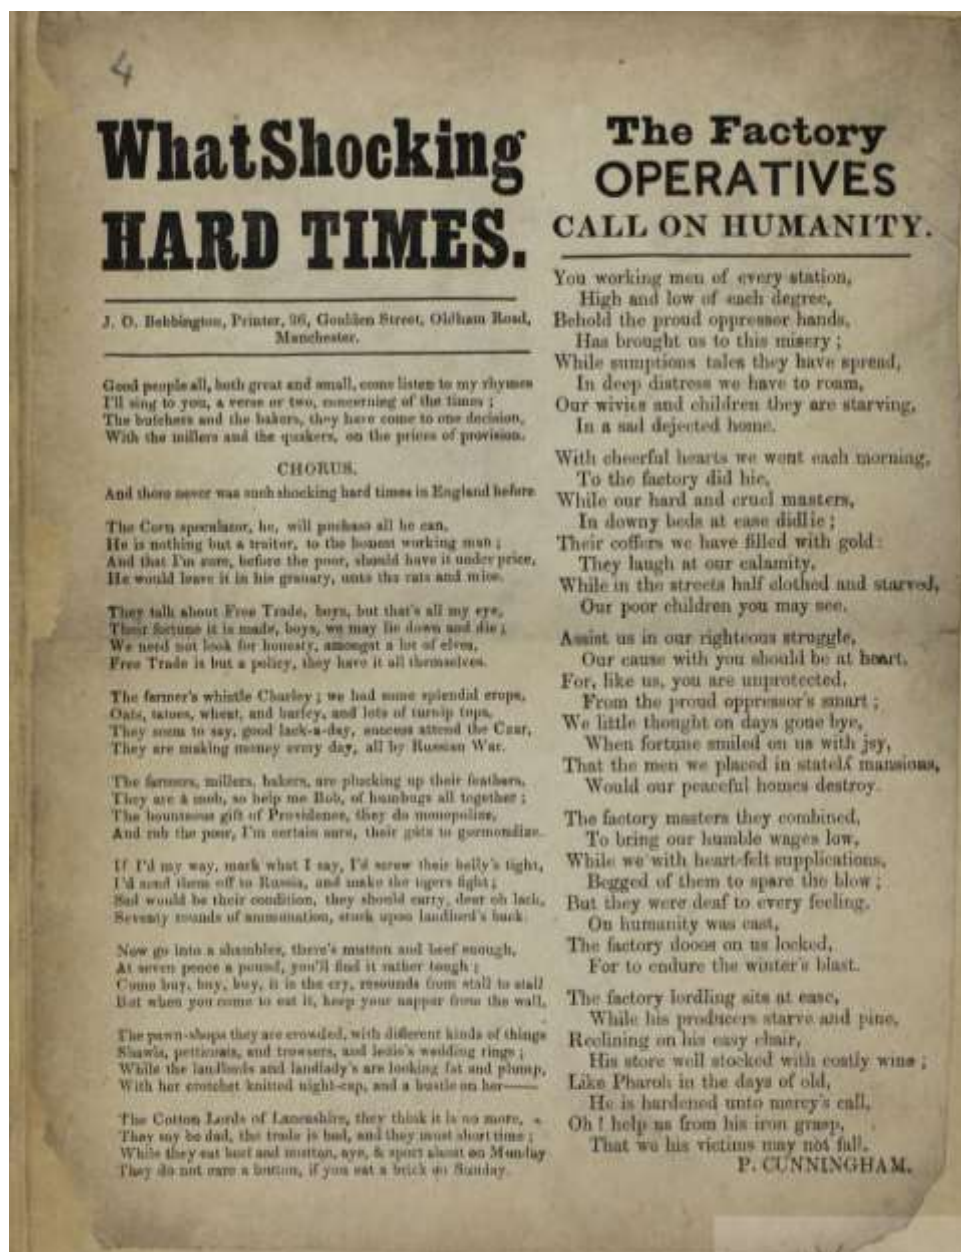 4
What Shocking
HARD TIMES.
J. O. Bebbington, Printer, 26, Goulden Street, Oldham Road,
Manchester.
Good people all, both great and small, come listen to my rhymes
I'll sing to you, a verse or two, concerning of the times ;
The butchers and the bakers, they have come to one decision,
With the millers and the quakers, on the prices of provision.
CHORUS.
And there never was such shocking hard times in England before
The Corn speculator, he, will puchase all he can,
He is nothing but a traitor, to the honest working man ;
And that I'm sure, before the poor, should have it under price,
He would leave it in his granary, unto the rats and mice.
They talk about Free Trade, boys, but that's all my eye,
Their fortune it is made, boys, we may lie down and die ;
We need not look for honesty, amongst a lot of elves,
Free Trade is but a policy, they have it all themselves.
The farmer's whistle Charley ; we had some splendid crops,
Oats, tatoes, wheat, and barley, and lots of turnip tops,
They seem to say, good lack-a-day, success attend the Czar,
They are making money every day, all by Russian War.
The farmers, millers, bakers, are plucking up their feathers,
They are a mob, so help me Bob, of humbugs all together ;
The bounteous gift of Providence, they do monopolize,
And rob the poor, I'm certain sure, their guts to gormondize.
If I'd my way, mark what I say, I'd screw their belly's tight,
I'd send them off to Russia, and make the tigers fight ;
Sad would be their condition, they should carry, dear oh lack,
Seventy rounds of ammunation, stuck upon landlord's back
Now go into a shambles, there's mutton and beef enough,
At seven pence a pound, you'll find it rather tough ;
Come buy, buy, buy, it is the cry, resounds from stall to stall
But when you come to eat it, keep your napper from the wall.
The pawn-shops they are crowded, with different kinds of things
Shawls, petticoats, and trowsers, and wedding rings ;
While the landlords and landlady's are looking fat and plump,
With her crotchet knitted night-cap, and a bustle on her——
The Cotton Lords of Lancashire, they think it is no more,
They say be dad, the trade is bad, and they must short time ;
While they eat beef and mutton, aye, & sport about on Monday
They do not care a button, if you eat a brick on Sunday.
The Factory
OPERATIVES
CALL ON HUMANITY.
You working men of every station,
High and low of each degree,
Behold the proud oppressor hands,
Has brought us to this misery ;
While sumptions tales they have spread,
In deep distress we have to roam,
Our wivies and children they are starving,
In a sad dejected home.
With cheerful hearts we went each morning,
To the factory did hie,
While our hard and cruel masters,
In downy beds at ease didlie ;
Their coffers we have filled with gold
They laugh at our calamity,
While in the streets half clothed and starved,
Our poor children you may see.
Assist us in our righteous struggle,
Our cause with you should be at heart,
For, like us, you are unprotected,
From the proud oppressor's smart ;
We little thought on days gone bye,
When fortune smiled on us with joy,
That the men we placed in stately mansions,
Would our peaceful homes destroy.
The factory masters they combined,
To bring our humble wages low,
While we with heart-felt supplications,
Begged of them to spare the blow ;
But they were deaf to every feeling,
On humanity was cast,
The factory dooos on us locked,
For to endure the winter's blast.
The factory lordling sits at ease,
While his producers starve and pine,
Reclining on his easy chair,
His store well stocked with costly wine ;
Like Pharoh in the days of old,
He is hardened unto mercy's call,
Oh ! help us from his iron grasp,
That we his victims may not fall.
P. CUNNINGHAM.